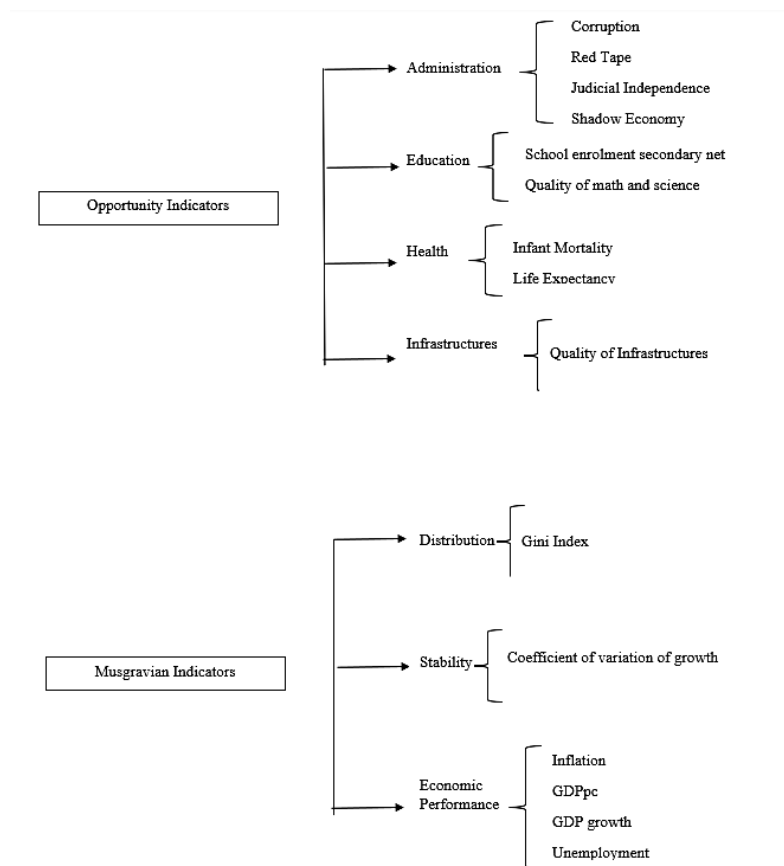 Corruption
Administration
Red Tape
Judicial Independence
Shadow Economy
Education
School enrolment secondary net
Quality of math and science
Opportunity Indicators
Health
Infant Mortality
Life Expectancy
Infrastructures
Quality of Infrastructures
Distribution
Gini Index
Stability
Coefficient of variation of growth
Musgravian Indicators
Economic
Performance
Inflation
GDPpc
GDP growth
Unemployment